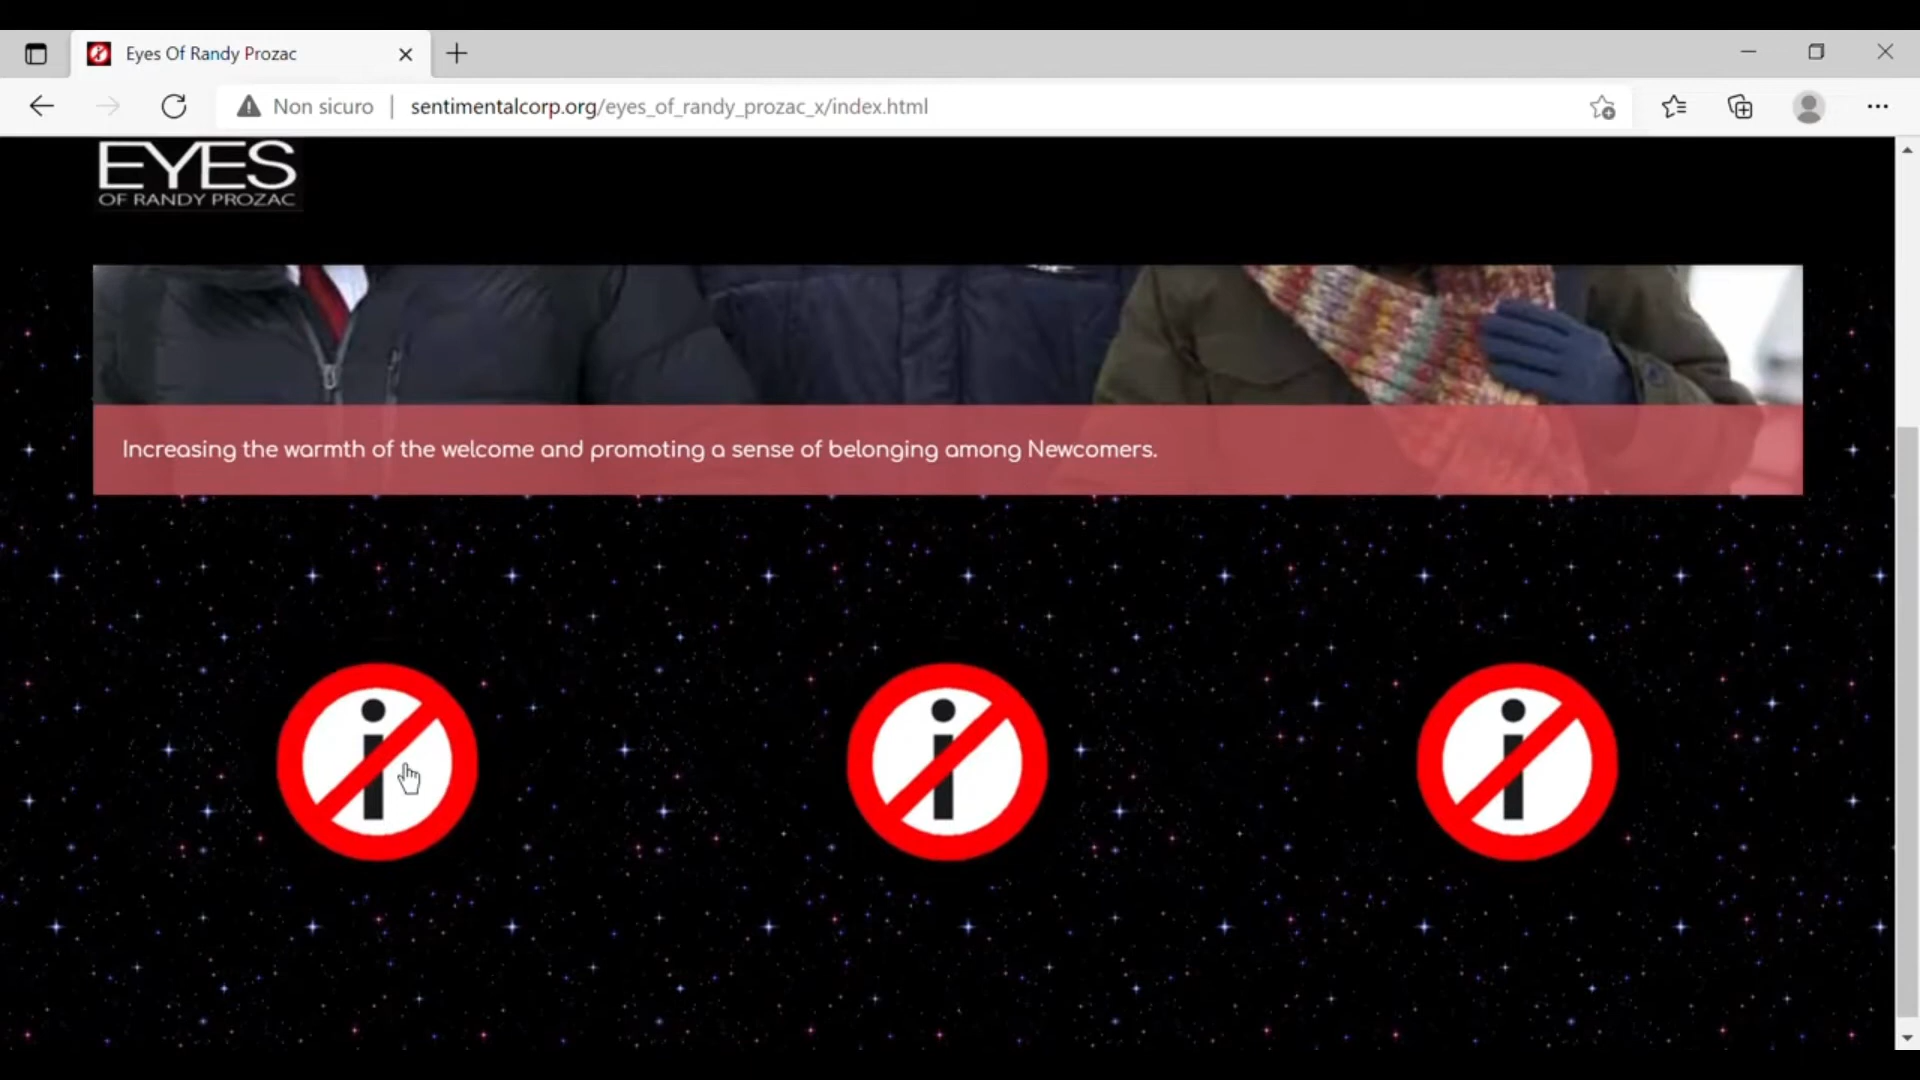 Eyes Of Randy Prozac
Non sicuro
sentimentalcorp.org/eyes_of_randy_prozac_x/index.html
EYES
OF RANDY PROZAC
Increasing the warmth of the welcome and promoting a sense of belonging among Newcomers.
i
i
i